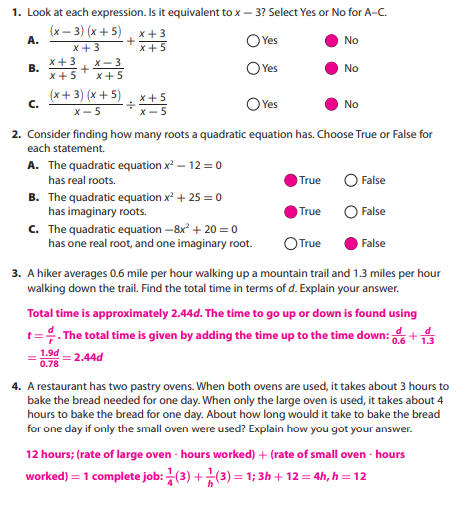 1. Look at each expression. Is it equivalent to x – 3? Select Yes or No for A–C.
A. (x – 3) (x + 5) / x + 3 + x + 3 / x + 5 Yes No
B. x + 3 / x + 5 + x – 3 / x + 5 Yes No
C. (x + 3) (x + 5) / x – 5 ÷ x + 5 / x – 5 Yes No
2. Consider finding how many roots a quadratic equation has. Choose True or False for
each statement.
A. The quadratic equation x² – 12 = 0
has real roots. True False
B. The quadratic equation x² + 25 = 0
has imaginary roots. True False
C. The quadratic equation –8x² + 20 = 0
has one real root, and one imaginary root. True False
3. A hiker averages 0.6 mile per hour walking up a mountain trail and 1.3 miles per hour
walking down the trail. Find the total time in terms of d. Explain your answer.
Total time is approximately 2.44d. The time to go up or down is found using
t = d/r. The total time is given by adding the time up to the time down: d/0.6 + d/1.3
= 1.9d/0.78 = 2.44d
4. A restaurant has two pastry ovens. When both ovens are used, it takes about 3 hours to
bake the bread needed for one day. When only the large oven is used, it takes about 4
hours to bake the bread for one day. About how long would it take to bake the bread
for one day if only the small oven were used? Explain how you got your answer.
12 hours; (rate of large oven · hours worked) + (rate of small oven · hours
worked) = 1 complete job: 1/4(3) + 1/h(3) = 1; 3h + 12 = 4h, h = 12